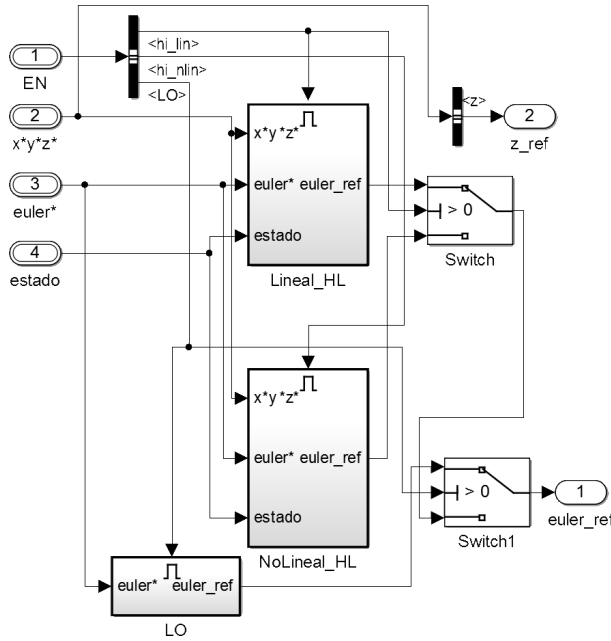 1
EN
2
x*y*z*
3
euler*
4
estado
<hi_lin>
<hi_nlin>
<LO>
x*y*z*
euler* euler_ref
estado
Lineal_HL
<z>
2
z_ref
> 0
Switch
x*y *z*
euler* euler_ref
estado
NoLineal_HL
> 0
Switch1
1
euler_ref
euler* euler_ref
LO